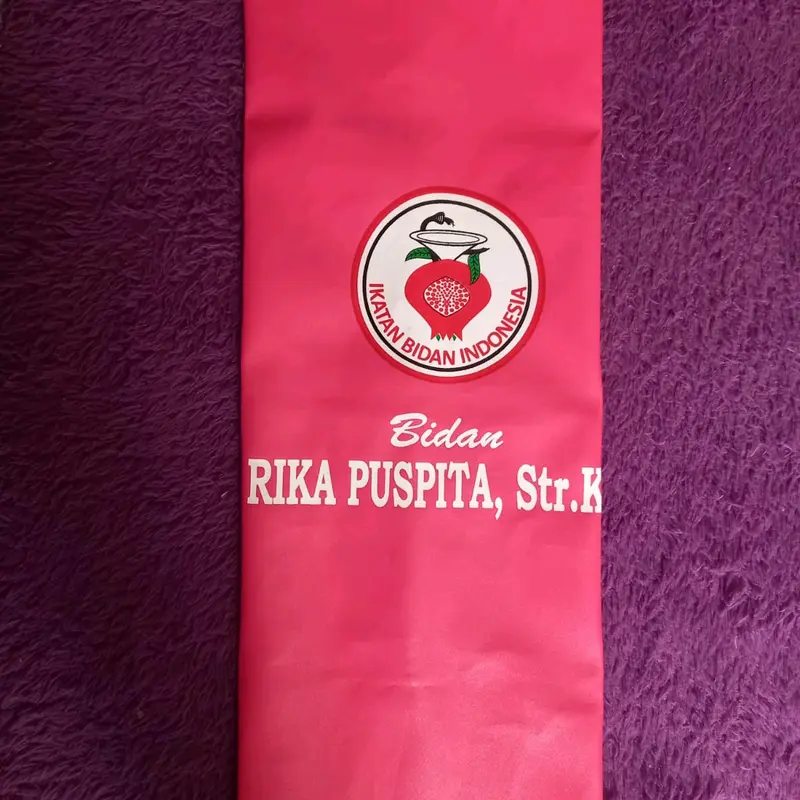 IKATAN BIDAN INDONESIA
Bidan
RIKA PUSPITA, Str.K